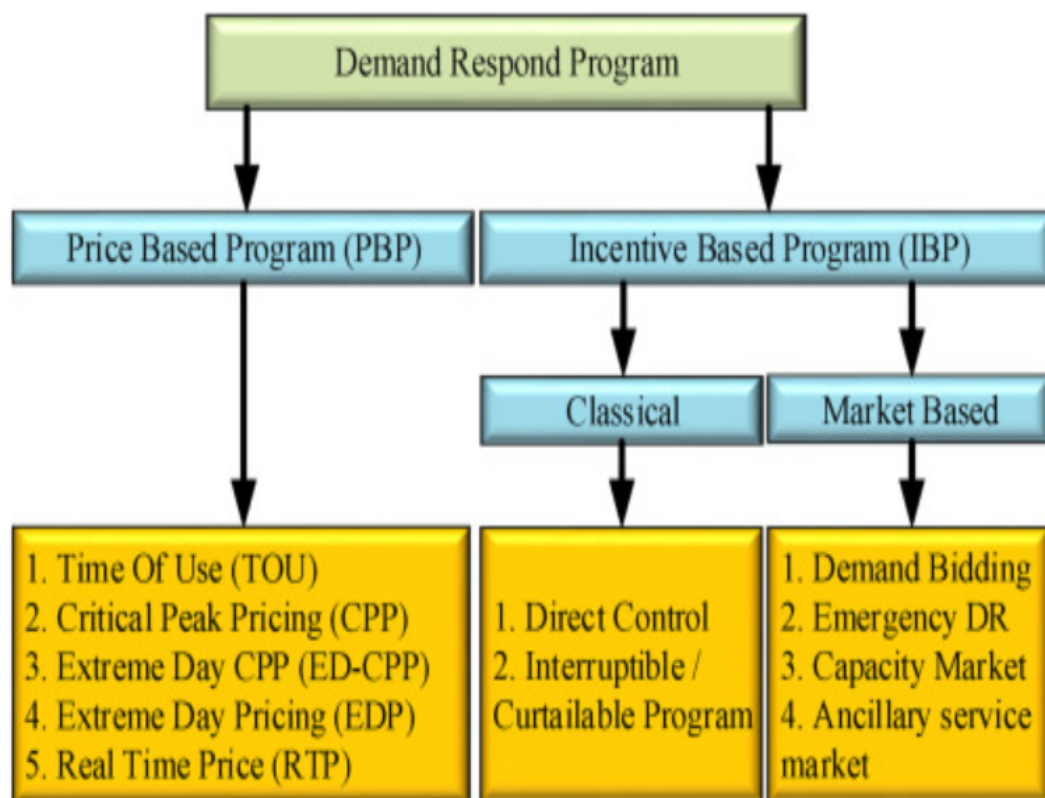 Demand Respond Program
Price Based Program (PBP)
Incentive Based Program (IBP)
Classical
Market Based
1. Time Of Use (TOU)
2. Critical Peak Pricing (CPP)
3. Extreme Day CPP (ED-CPP)
4. Extreme Day Pricing (EDP)
5. Real Time Price (RTP)
1. Direct Control
2. Interruptible /
Curtailable Program
1. Demand Bidding
2. Emergency DR
3. Capacity Market
4. Ancillary service
market